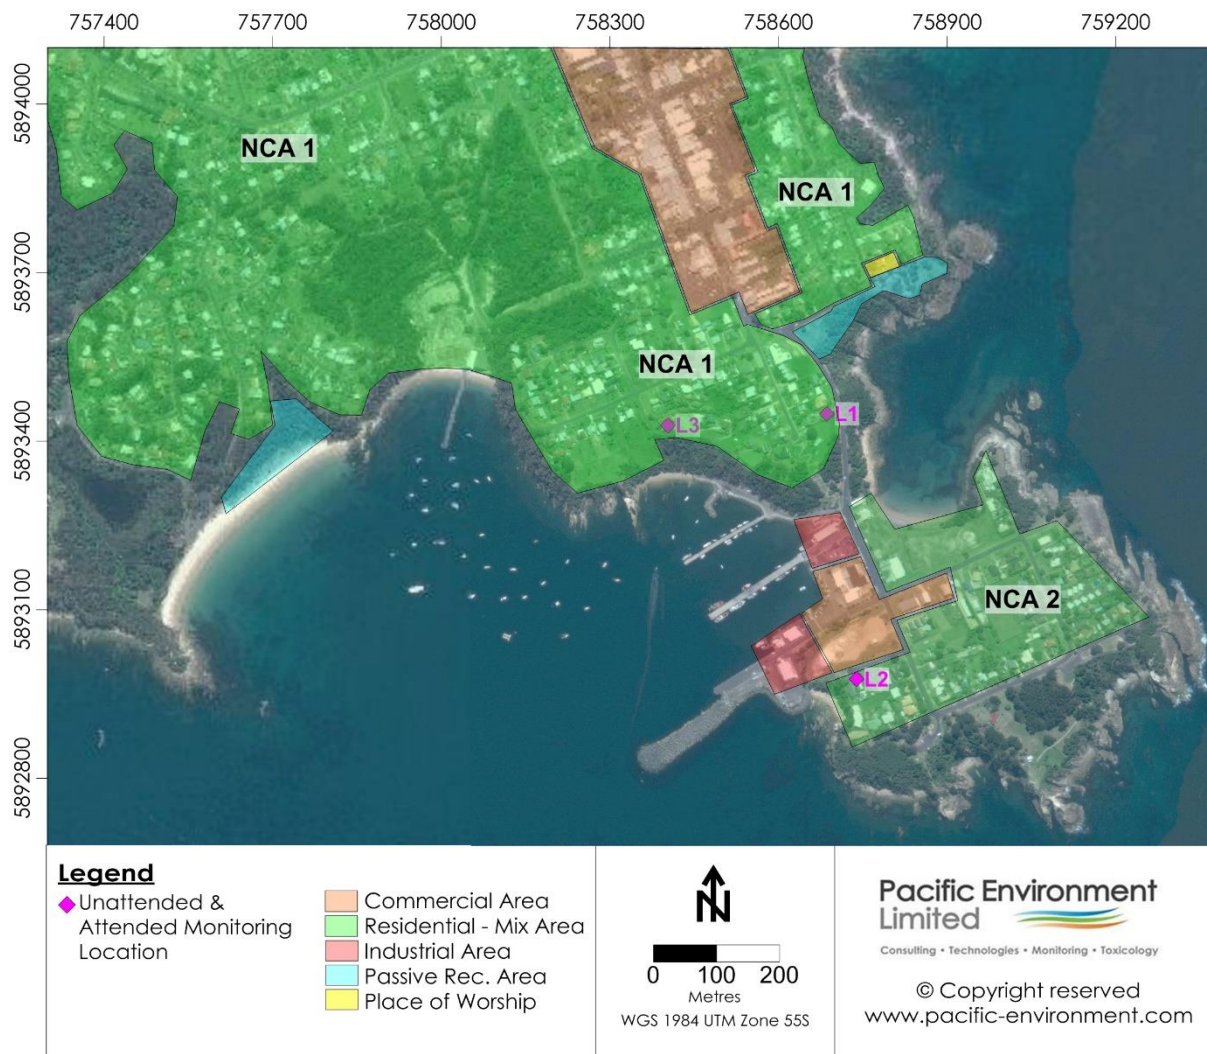 757400 757700 758000 758300 758600 758900 759200
5894000
5893700
5893400
5893100
5892800
NCA 1
NCA 1
NCA 1
L1
L3
NCA 2
L2
Legend
Unattended &
Attended Monitoring
Location
Commercial Area
Residential - Mix Area
Industrial Area
Passive Rec. Area
Place of Worship
N
0 100 200
Metres
WGS 1984 UTM Zone 55S
Pacific Environment
Limited
Consulting • Technologies • Monitoring • Toxicology
© Copyright reserved
www.pacific-environment.com